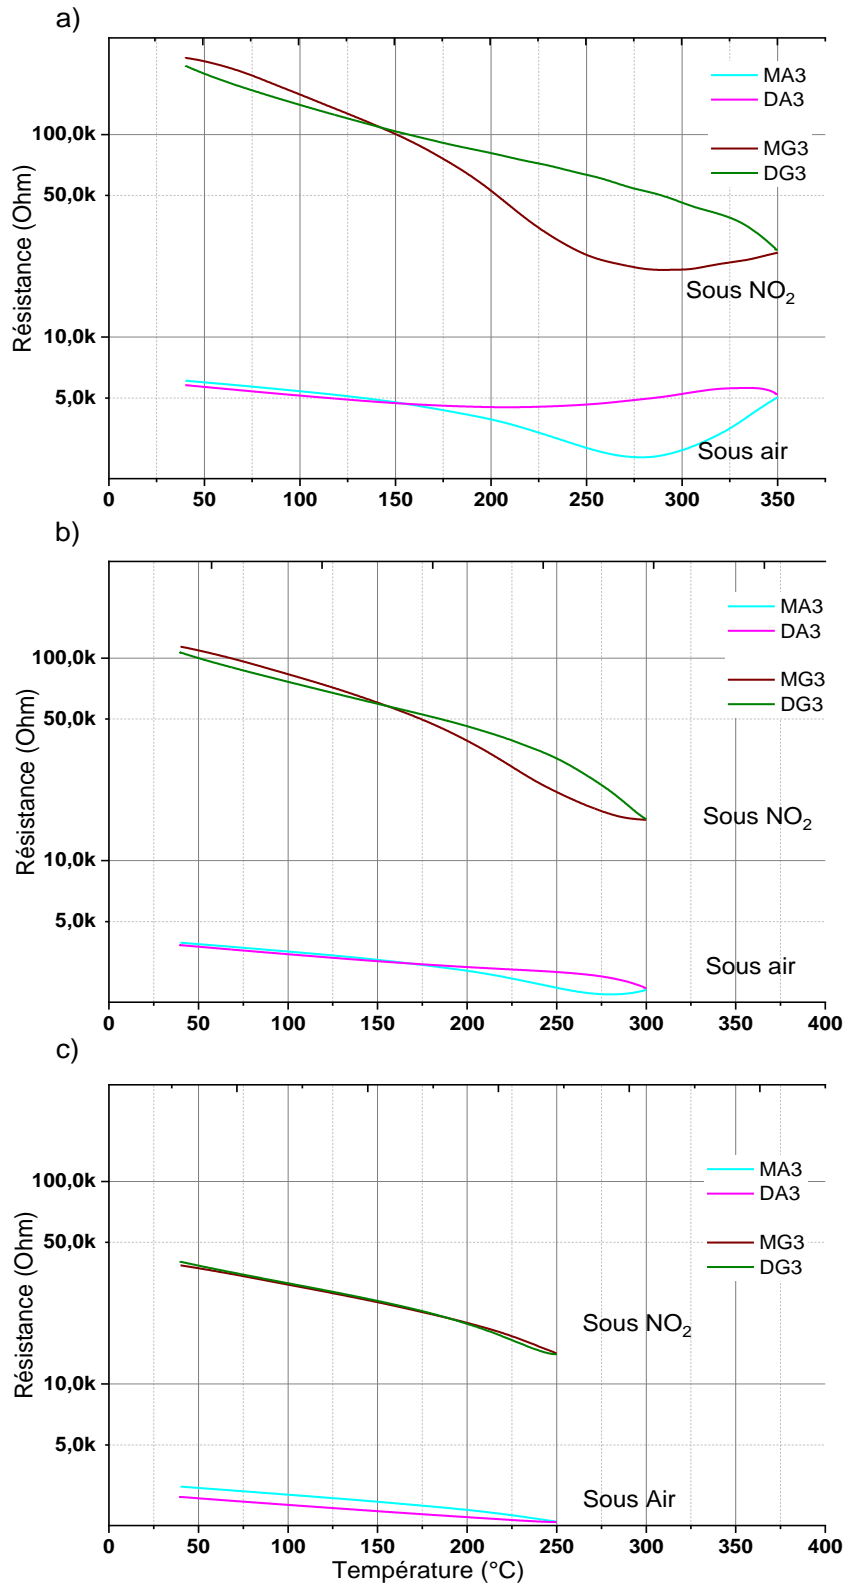 a)
MA3
DA3
MG3
DG3
100,0k
50,0k
10,0k
5,0k
Résistance (Ohm)
Sous NO₂
Sous air
0 50 100 150 200 250 300 350
b)
MA3
DA3
MG3
DG3
100,0k
50,0k
10,0k
5,0k
Résistance (Ohm)
Sous NO₂
Sous air
0 50 100 150 200 250 300 350 400
c)
MA3
DA3
MG3
DG3
100,0k
50,0k
10,0k
5,0k
Résistance (Ohm)
Sous NO₂
Sous Air
0 50 100 150 200 250 300 350 400
Température (°C)